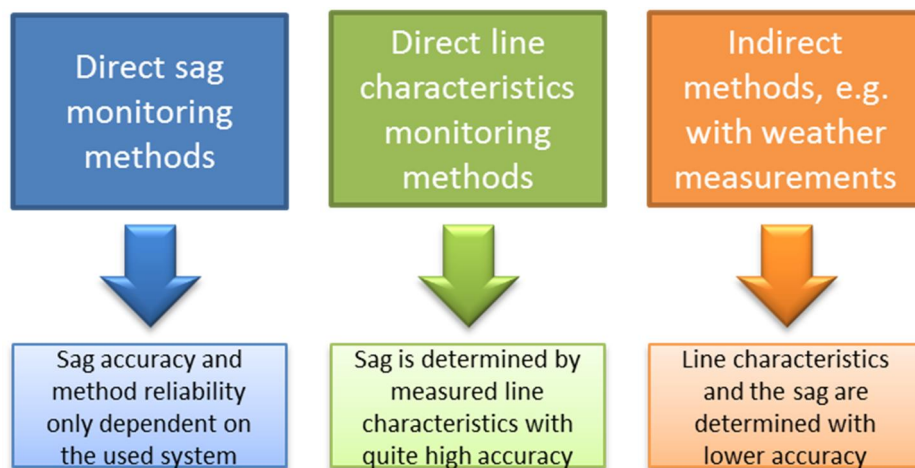 Direct sag
monitoring
methods
Direct line
characteristics
monitoring
methods
Indirect
methods, e.g.
with weather
measurements
Sag accuracy and
method reliability
only dependent on
the used system
Sag is determined by
measured line
characteristics with
quite high accuracy
Line characteristics
and the sag are
determined with
lower accuracy